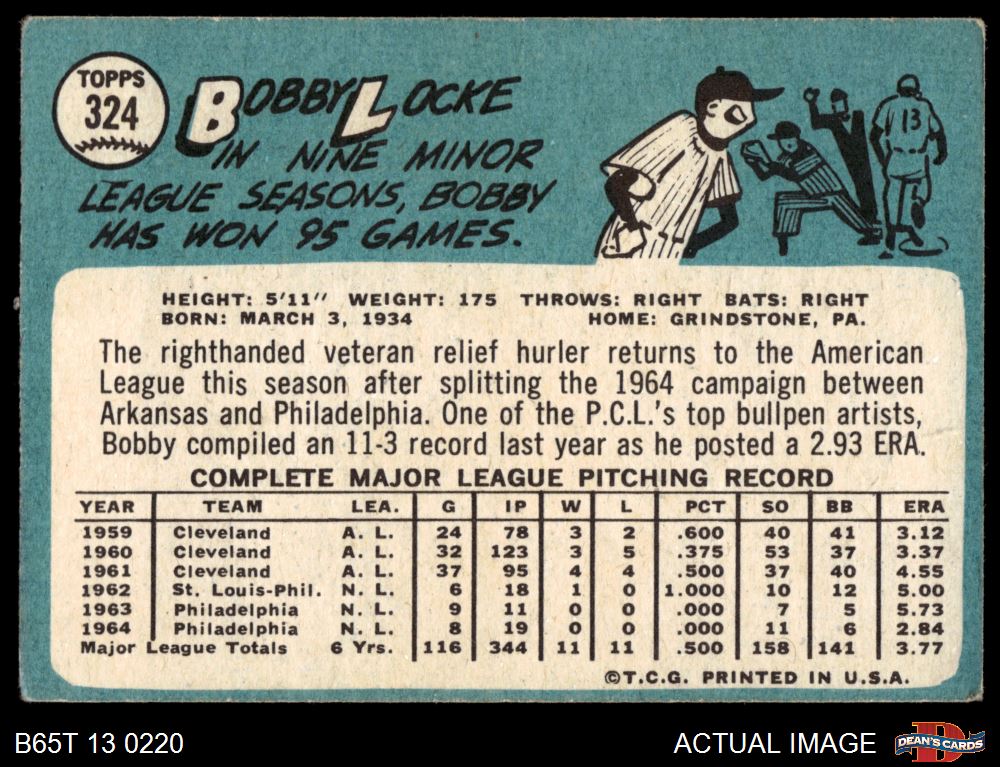 TOPPS
324
BOBBY LOCKE
IN NINE MINOR
LEAGUE SEASONS, BOBBY
HAS WON 95 GAMES.
13
HEIGHT: 5'11" WEIGHT: 175 THROWS: RIGHT BATS: RIGHT
BORN: MARCH 3, 1934 HOME: GRINDSTONE, PA.
The righthanded veteran relief hurler returns to the American
League this season after splitting the 1964 campaign between
Arkansas and Philadelphia. One of the P.C.L.'s top bullpen artists,
Bobby compiled an 11-3 record last year as he posted a 2.93 ERA.
COMPLETE MAJOR LEAGUE PITCHING RECORD
YEAR TEAM LEA. G IP W L PCT SO BB ERA
1959 Cleveland A. L. 24 78 3 2 .600 40 41 3.12
1960 Cleveland A. L. 32 123 3 5 .375 53 37 3.37
1961 Cleveland A. L. 37 95 4 4 .500 37 40 4.55
1962 St. Louis-Phil. N. L. 6 18 1 0 1.000 10 12 5.00
1963 Philadelphia N. L. 9 11 0 0 .000 7 5 5.73
1964 Philadelphia N. L. 8 19 0 0 .000 11 6 2.84
Major League Totals 6 Yrs. 116 344 11 11 .500 158 141 3.77
©T.C.G. PRINTED IN U.S.A.
B65T 13 0220 ACTUAL IMAGE DEAN'S CARDS